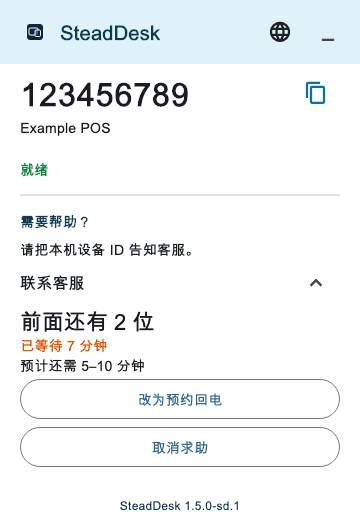 SteadDesk
123456789
Example POS
就绪
需要帮助？
请把本机设备 ID 告知客服。
联系客服
前面还有 2 位
已等待 7 分钟
预计还需 5–10 分钟
改为预约回电
取消求助
SteadDesk 1.5.0-sd.1